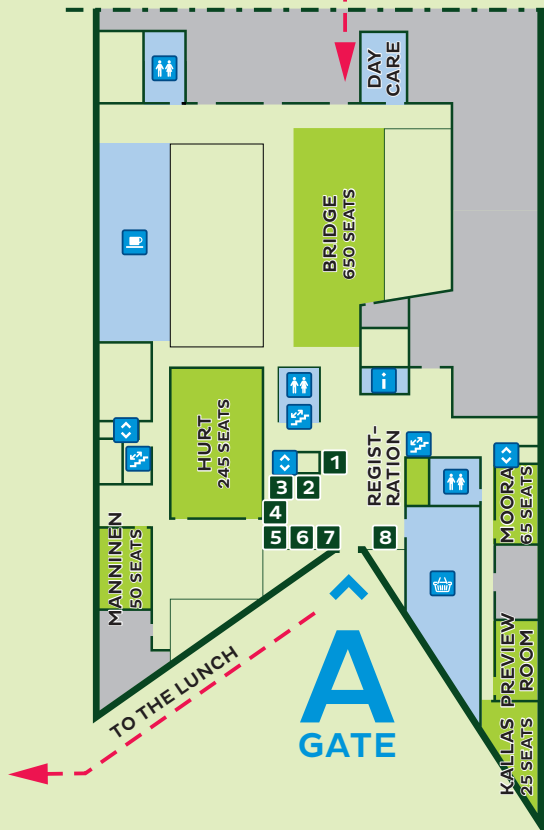 DAY
CARE
BRIDGE
650 SEATS
i
HURT
245 SEATS
REGIST-
RATION
1
3 2
4
5 6 7 8
MOORA
65 SEATS
MANNINEN
50 SEATS
PREVIEW
ROOM
KALLAS
25 SEATS
TO THE LUNCH
A
GATE